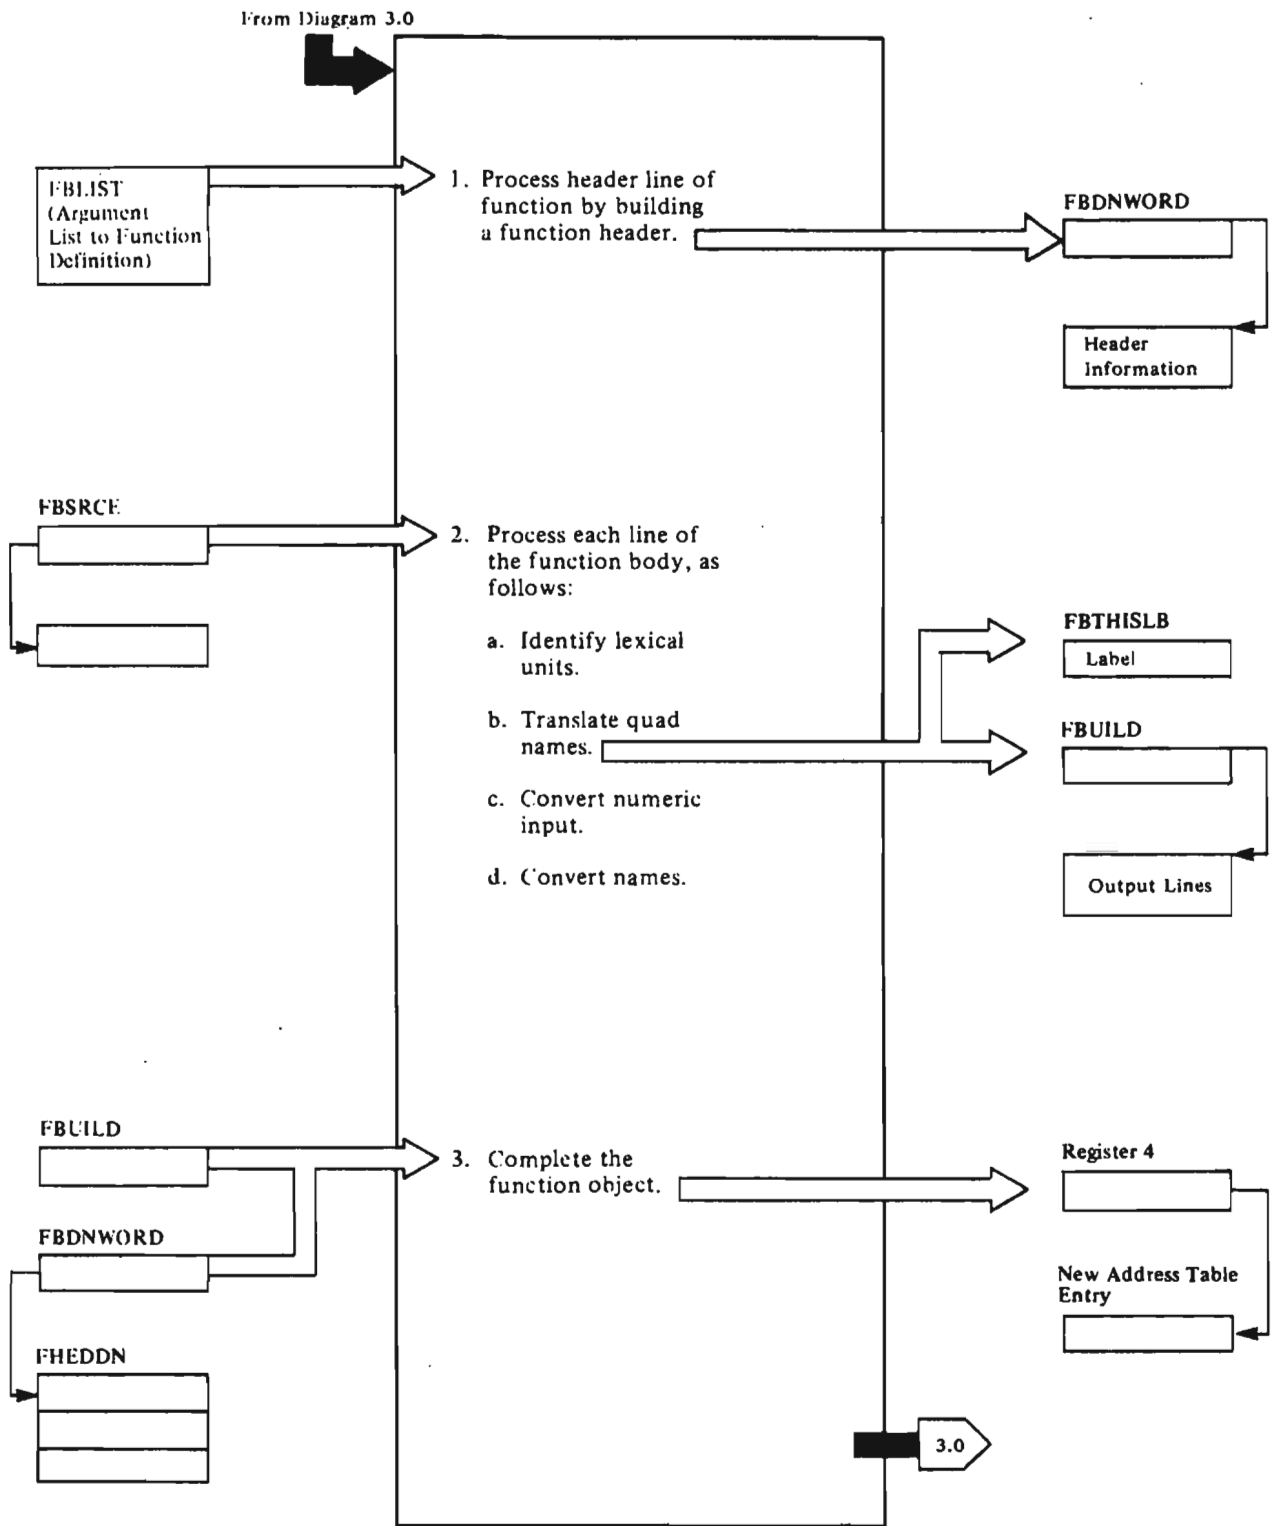 From Diagram 3.0
FBLIST
(Argument
List to Function
Definition)
1. Process header line of
function by building
a function header.
FBDNWORD
Header
Information
FBSRCE
2. Process each line of
the function body, as
follows:
a. Identify lexical
units.
b. Translate quad
names.
c. Convert numeric
input.
d. Convert names.
FBTHISLB
Label
FBUILD
Output Lines
FBUILD
FBDNWORD
FHEDDN
3. Complete the
function object.
Register 4
New Address Table
Entry
3.0